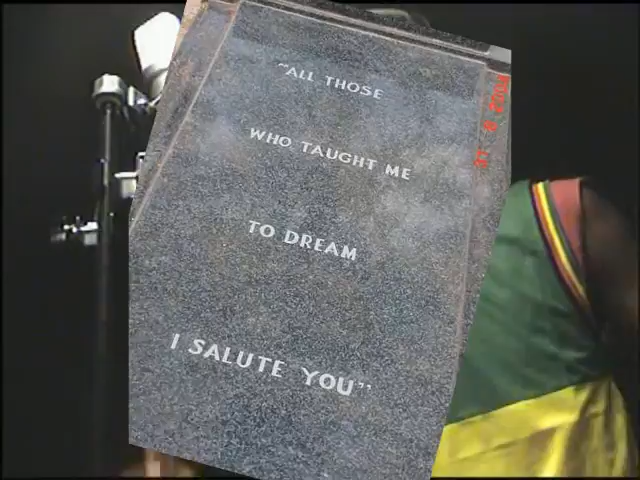 "ALL THOSE
WHO TAUGHT ME
TO DREAM
I SALUTE YOU"